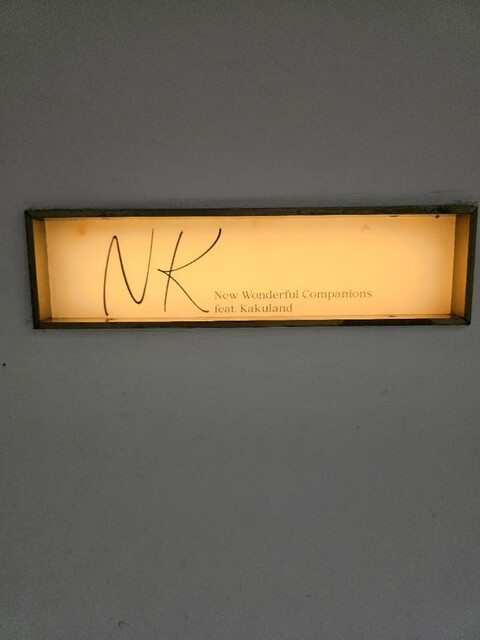 NK
New Wonderful Companions
feat. Kakuland